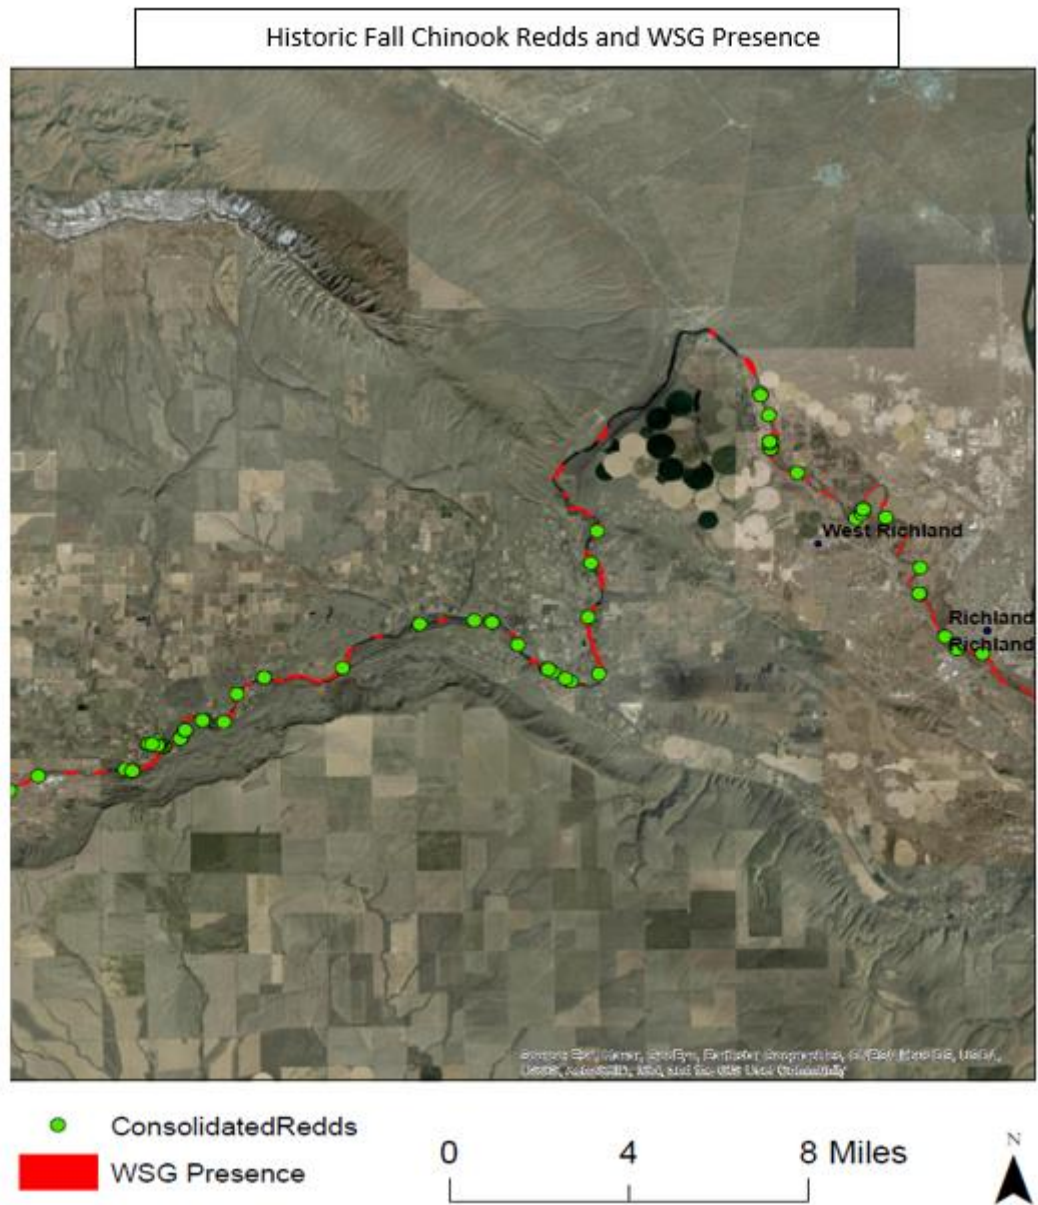 Historic Fall Chinook Redds and WSG Presence
West Richland
Richland
Richland
ConsolidatedRedds
WSG Presence
0 4 8 Miles
N